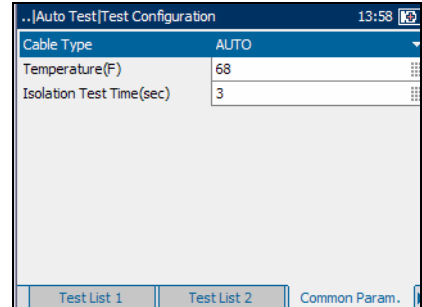 ..|Auto Test|Test Configuration 13:58
Cable Type AUTO
Temperature(F) 68
Isolation Test Time(sec) 3
Test List 1 Test List 2 Common Param.